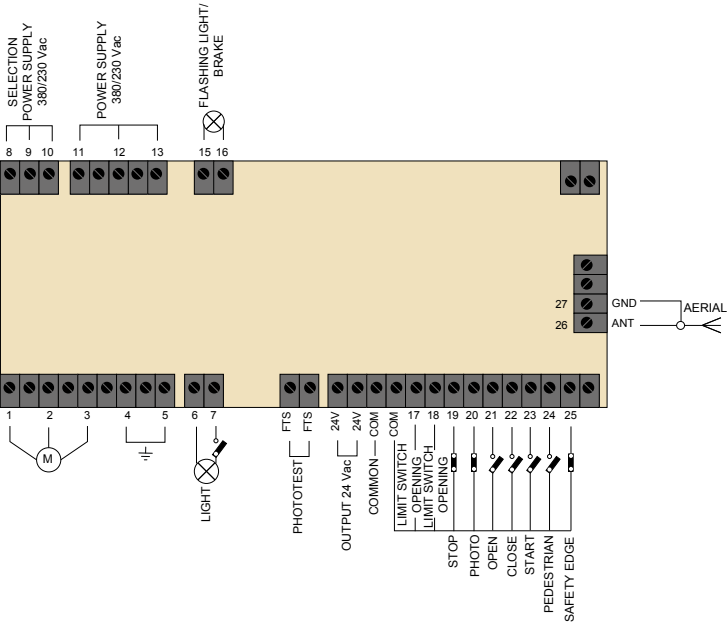 SELECTION
POWER SUPPLY
380/230 Vac
POWER SUPPLY
380/230 Vac
FLASHING LIGHT/
BRAKE
8 9 10 11 12 13 15 16
27 GND
AERIAL
26 ANT
1 2 3 4 5 6 7 FTS FTS 24V 24V COM COM 17 18 19 20 21 22 23 24 25
M
LIGHT
PHOTOTEST
OUTPUT 24 Vac
COMMON
LIMIT SWITCH
OPENING
LIMIT SWITCH
OPENING
STOP
PHOTO
OPEN
CLOSE
START
PEDESTRIAN
SAFETY EDGE